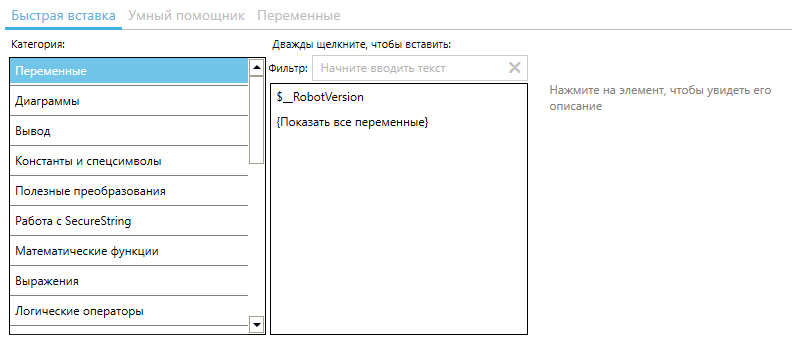 Быстрая вставка Умный помощник Переменные
Категория:
Переменные
Диаграммы
Вывод
Константы и спецсимволы
Полезные преобразования
Работа с SecureString
Математические функции
Выражения
Логические операторы
Дважды щелкните, чтобы вставить:
Фильтр: Начните вводить текст
$__RobotVersion
{Показать все переменные}
Нажмите на элемент, чтобы увидеть его
описание